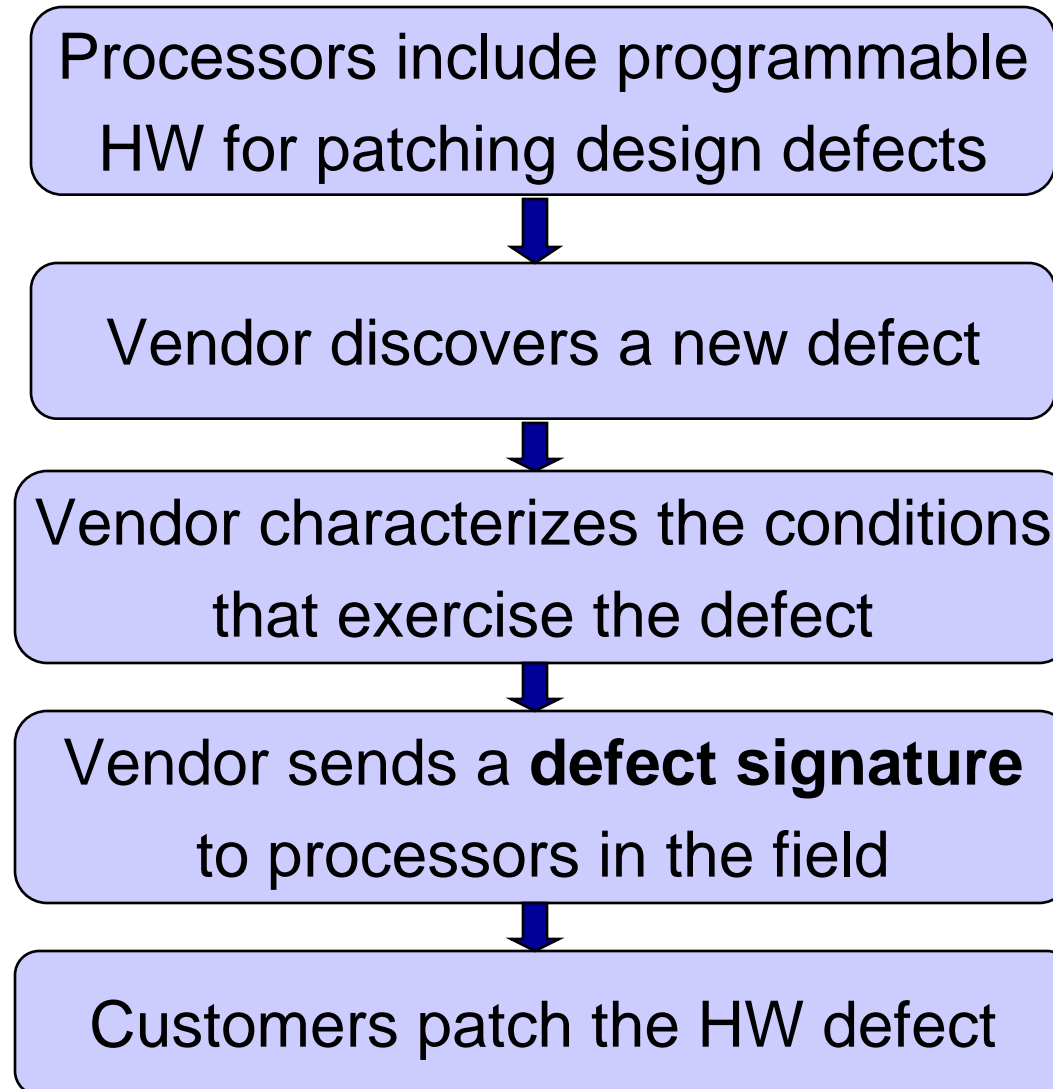 Processors include programmable
HW for patching design defects
Vendor discovers a new defect
Vendor characterizes the conditions
that exercise the defect
Vendor sends a defect signature
to processors in the field
Customers patch the HW defect